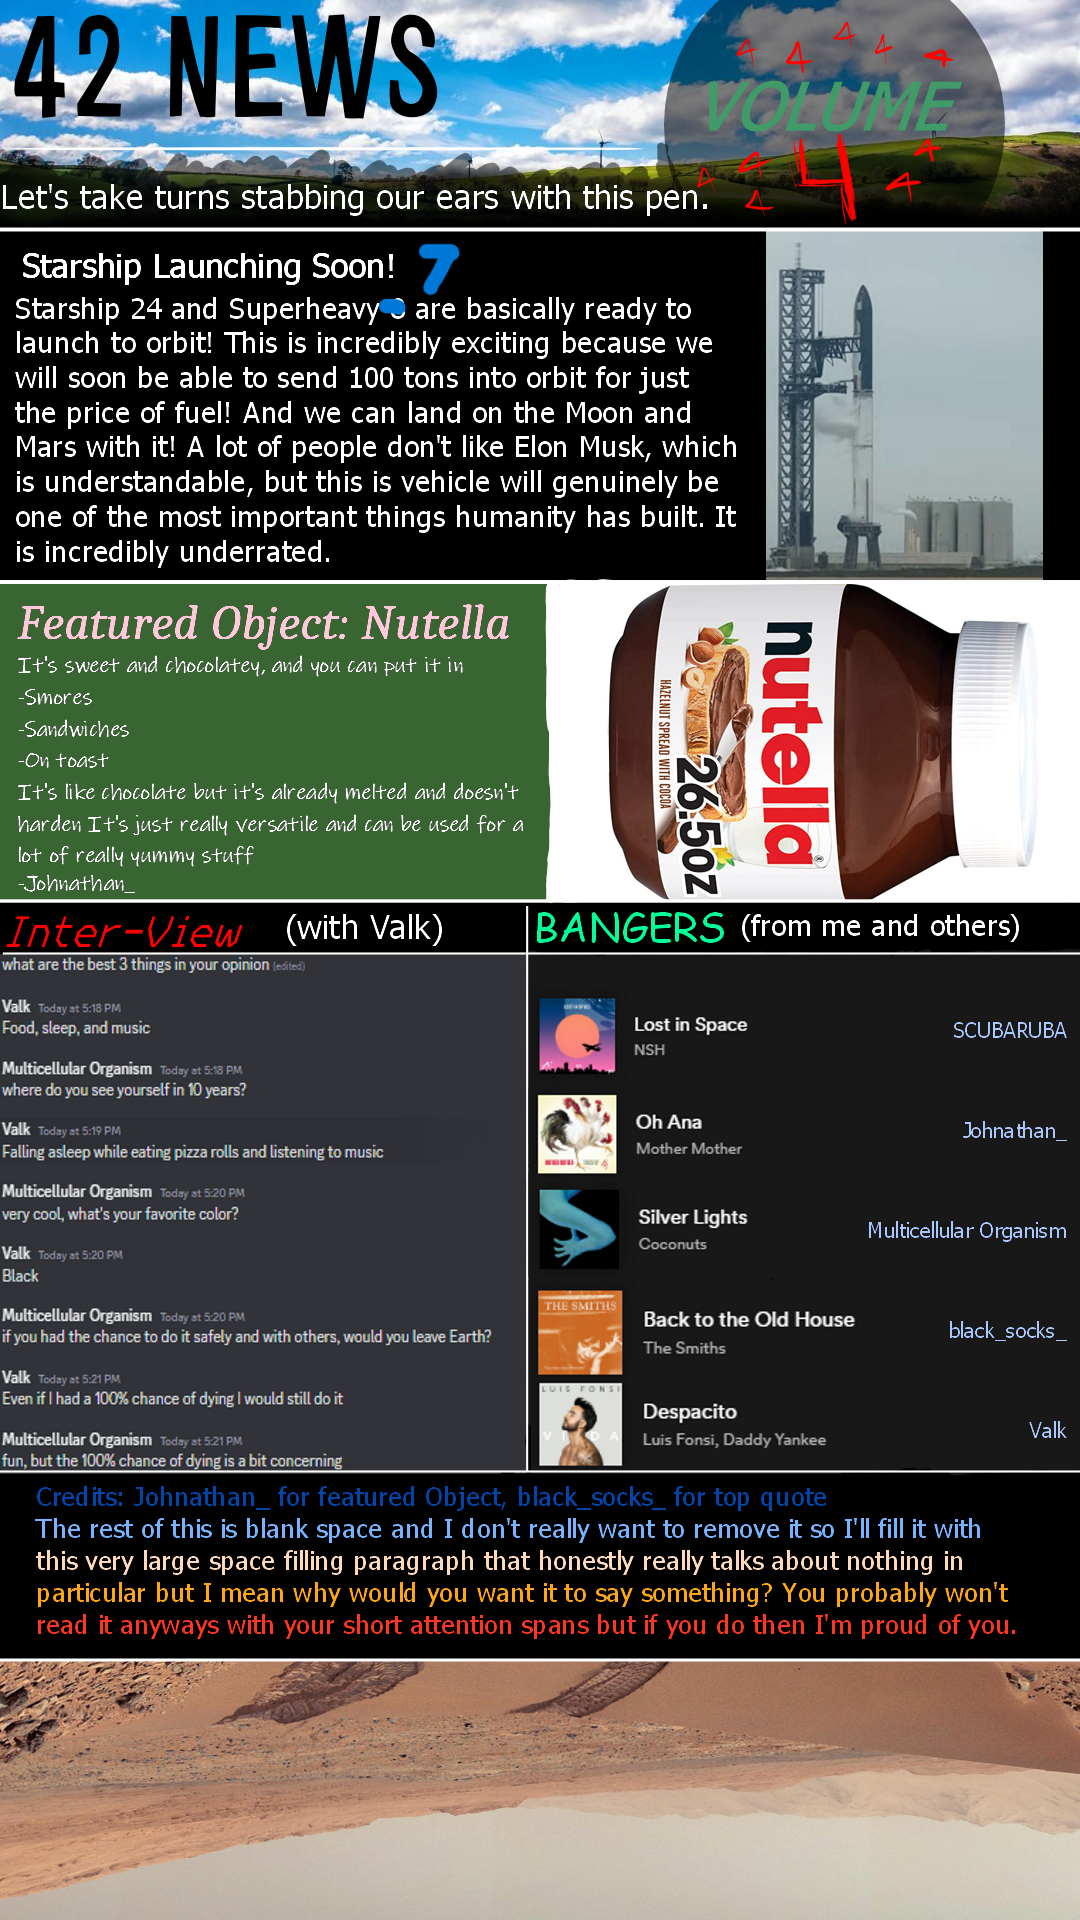 42 NEWS
4 4 4 4 4
VOLUME
4
4 4 4 4 4
Let's take turns stabbing our ears with this pen.
Starship Launching Soon! 7
Starship 24 and Superheavy are basically ready to
launch to orbit! This is incredibly exciting because we
will soon be able to send 100 tons into orbit for just
the price of fuel! And we can land on the Moon and
Mars with it! A lot of people don't like Elon Musk, which
is understandable, but this is vehicle will genuinely be
one of the most important things humanity has built. It
is incredibly underrated.
Featured Object: Nutella
It's sweet and chocolatey, and you can put it in
-Smores
-Sandwiches
-On toast
It's like chocolate but it's already melted and doesn't
harden It's just really versatile and can be used for a
lot of really yummy stuff
-Johnathan_
nutella
HAZELNUT SPREAD WITH COCOA
26.5oz
Inter-View (with Valk)
what are the best 3 things in your opinion (edited)
Valk Today at 5:18 PM
Food, sleep, and music
Multicellular Organism Today at 5:18 PM
where do you see yourself in 10 years?
Valk Today at 5:19 PM
Falling asleep while eating pizza rolls and listening to music
Multicellular Organism Today at 5:20 PM
very cool, what's your favorite color?
Valk Today at 5:20 PM
Black
Multicellular Organism Today at 5:20 PM
if you had the chance to do it safely and with others, would you leave Earth?
Valk Today at 5:21 PM
Even if I had a 100% chance of dying I would still do it
Multicellular Organism Today at 5:21 PM
fun, but the 100% chance of dying is a bit concerning
BANGERS (from me and others)
Lost in Space
NSH
SCUBARUBA
Oh Ana
Mother Mother
Johnathan_
Silver Lights
Coconuts
Multicellular Organism
THE SMITHS
Back to the Old House
The Smiths
black_socks_
LUIS FONSI
VIDA
Despacito
Luis Fonsi, Daddy Yankee
Valk
Credits: Johnathan_ for featured Object, black_socks_ for top quote
The rest of this is blank space and I don't really want to remove it so I'll fill it with
this very large space filling paragraph that honestly really talks about nothing in
particular but I mean why would you want it to say something? You probably won't
read it anyways with your short attention spans but if you do then I'm proud of you.